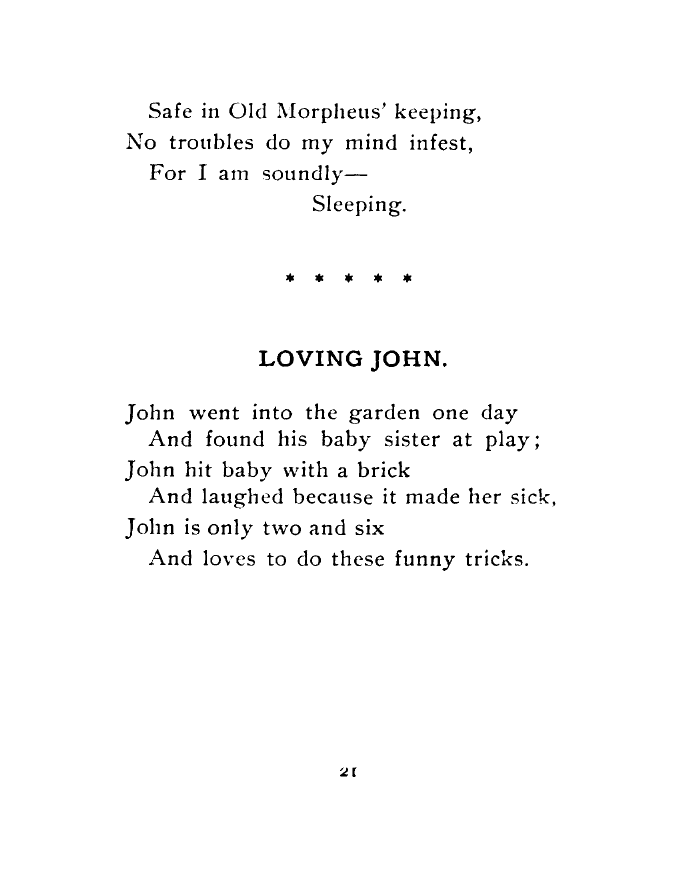 Safe in Old Morpheus' keeping,
No troubles do my mind infest,
For I am soundly—
Sleeping.
* * * * *
LOVING JOHN.
John went into the garden one day
And found his baby sister at play;
John hit baby with a brick
And laughed because it made her sick,
John is only two and six
And loves to do these funny tricks.
21